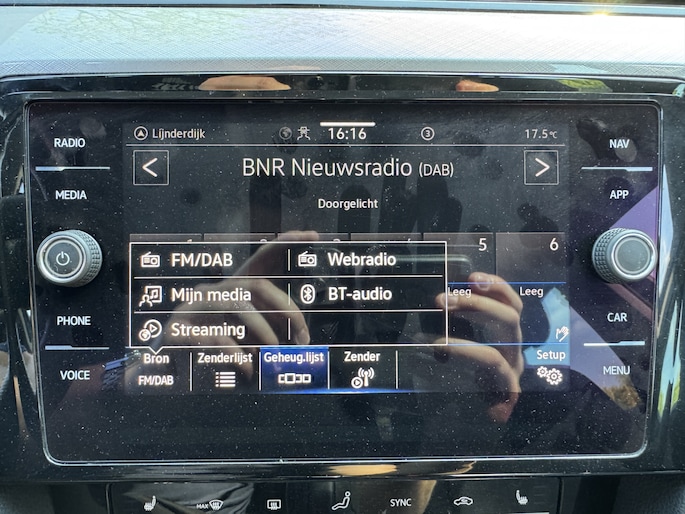 RADIO
MEDIA
PHONE
VOICE
Lijnderdijk
16:16
3
17.5°C
BNR Nieuwsradio (DAB)
Doorgelicht
5
6
Leeg
Leeg
FM/DAB
Webradio
Mijn media
BT-audio
Streaming
Bron
FM/DAB
Zenderlijst
Geheug.lijst
Zender
Setup
NAV
APP
CAR
MENU
MAX
SYNC